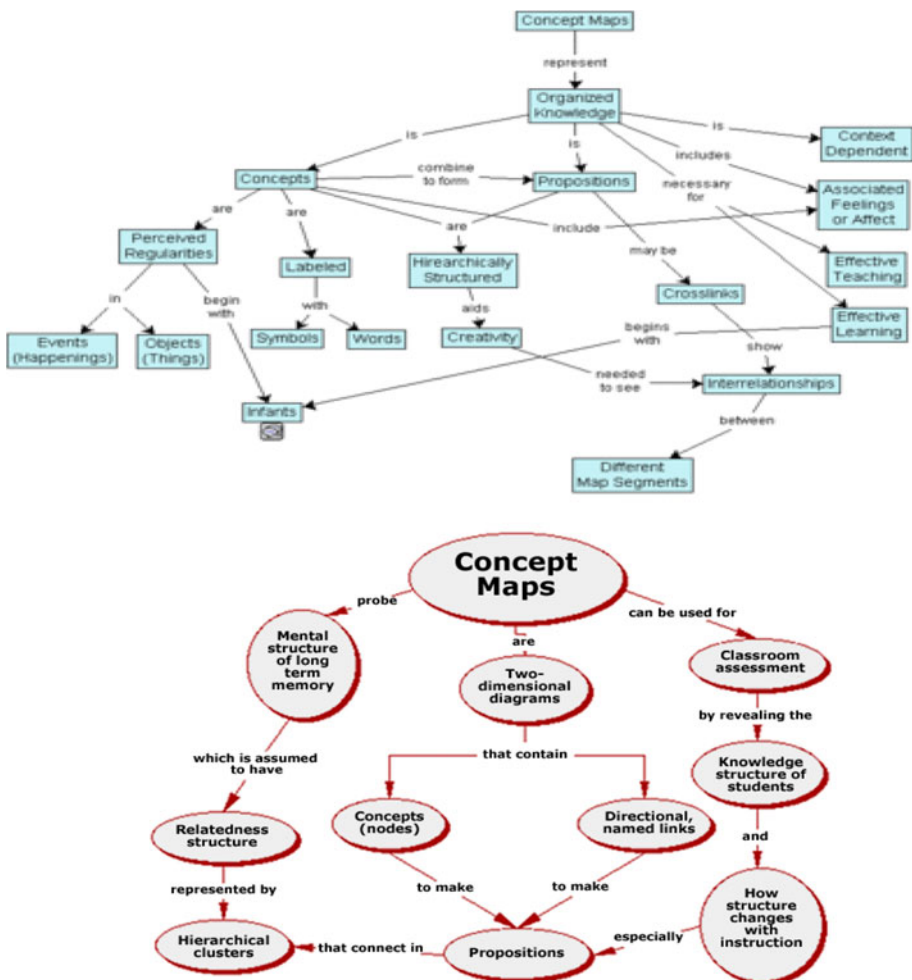 Concept Maps
represent
Organized
Knowledge
is
is
is
Context
Dependent
includes
combine
to form
Concepts
Propositions
necessary
for
Associated
Feelings
or Affect
are
are
are
include
Perceived
Regularities
Labeled
Hirearchically
Structured
may be
Effective
Teaching
Crosslinks
in
begin
with
with
aids
begins
with
Effective
Learning
Events
(Happenings)
Objects
(Things)
Symbols
Words
Creativity
show
needed
to see
Interrelationships
Infants
between
Different
Map Segments
Concept
Maps
probe
can be used for
are
Mental
structure
of long
term
memory
Two-
dimensional
diagrams
Classroom
assessment
by revealing the
which is assumed
to have
that contain
Knowledge
structure of
students
Relatedness
structure
Concepts
(nodes)
Directional,
named links
and
represented by
to make
to make
How
structure
changes
with
instruction
especially
Hierarchical
clusters
that connect in
Propositions